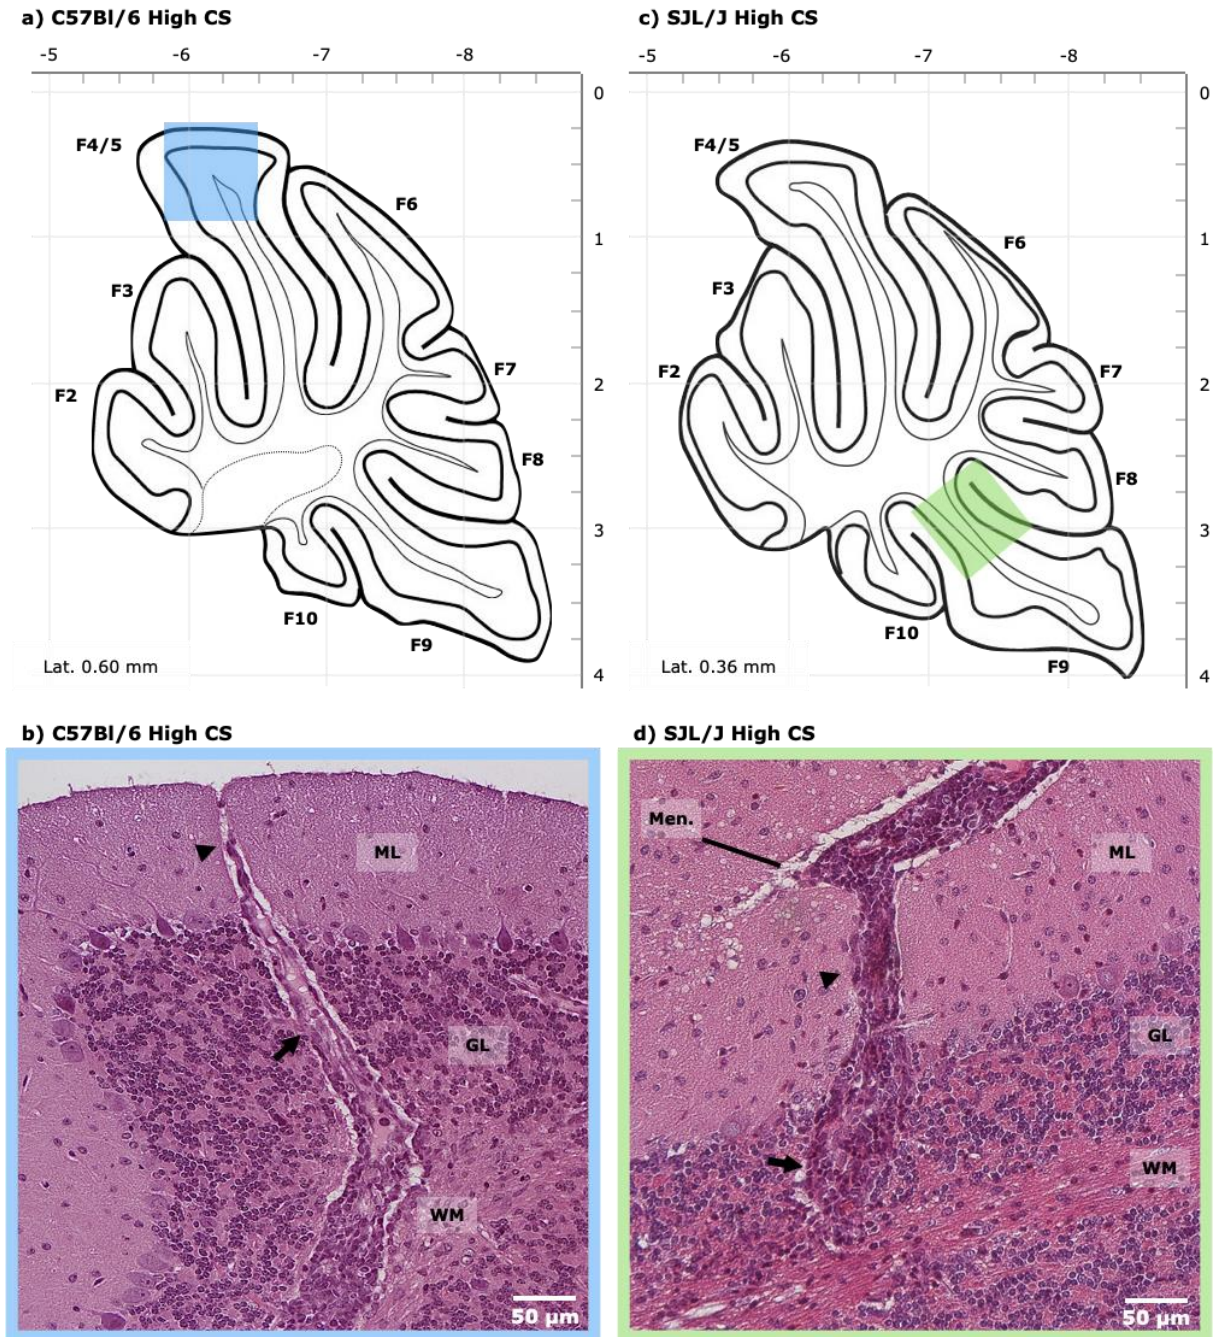 a) C57Bl/6 High CS
-5 -6 -7 -8
0
F4/5
F6
1
F3
F7
2
F2
F8
3
F10
F9
Lat. 0.60 mm
4
c) SJL/J High CS
-5 -6 -7 -8
0
F4/5
1
F6
F3
F2
F7
2
F8
3
F10
F9
Lat. 0.36 mm
4
b) C57Bl/6 High CS
ML
GL
WM
50 µm
d) SJL/J High CS
Men.
ML
GL
WM
50 µm